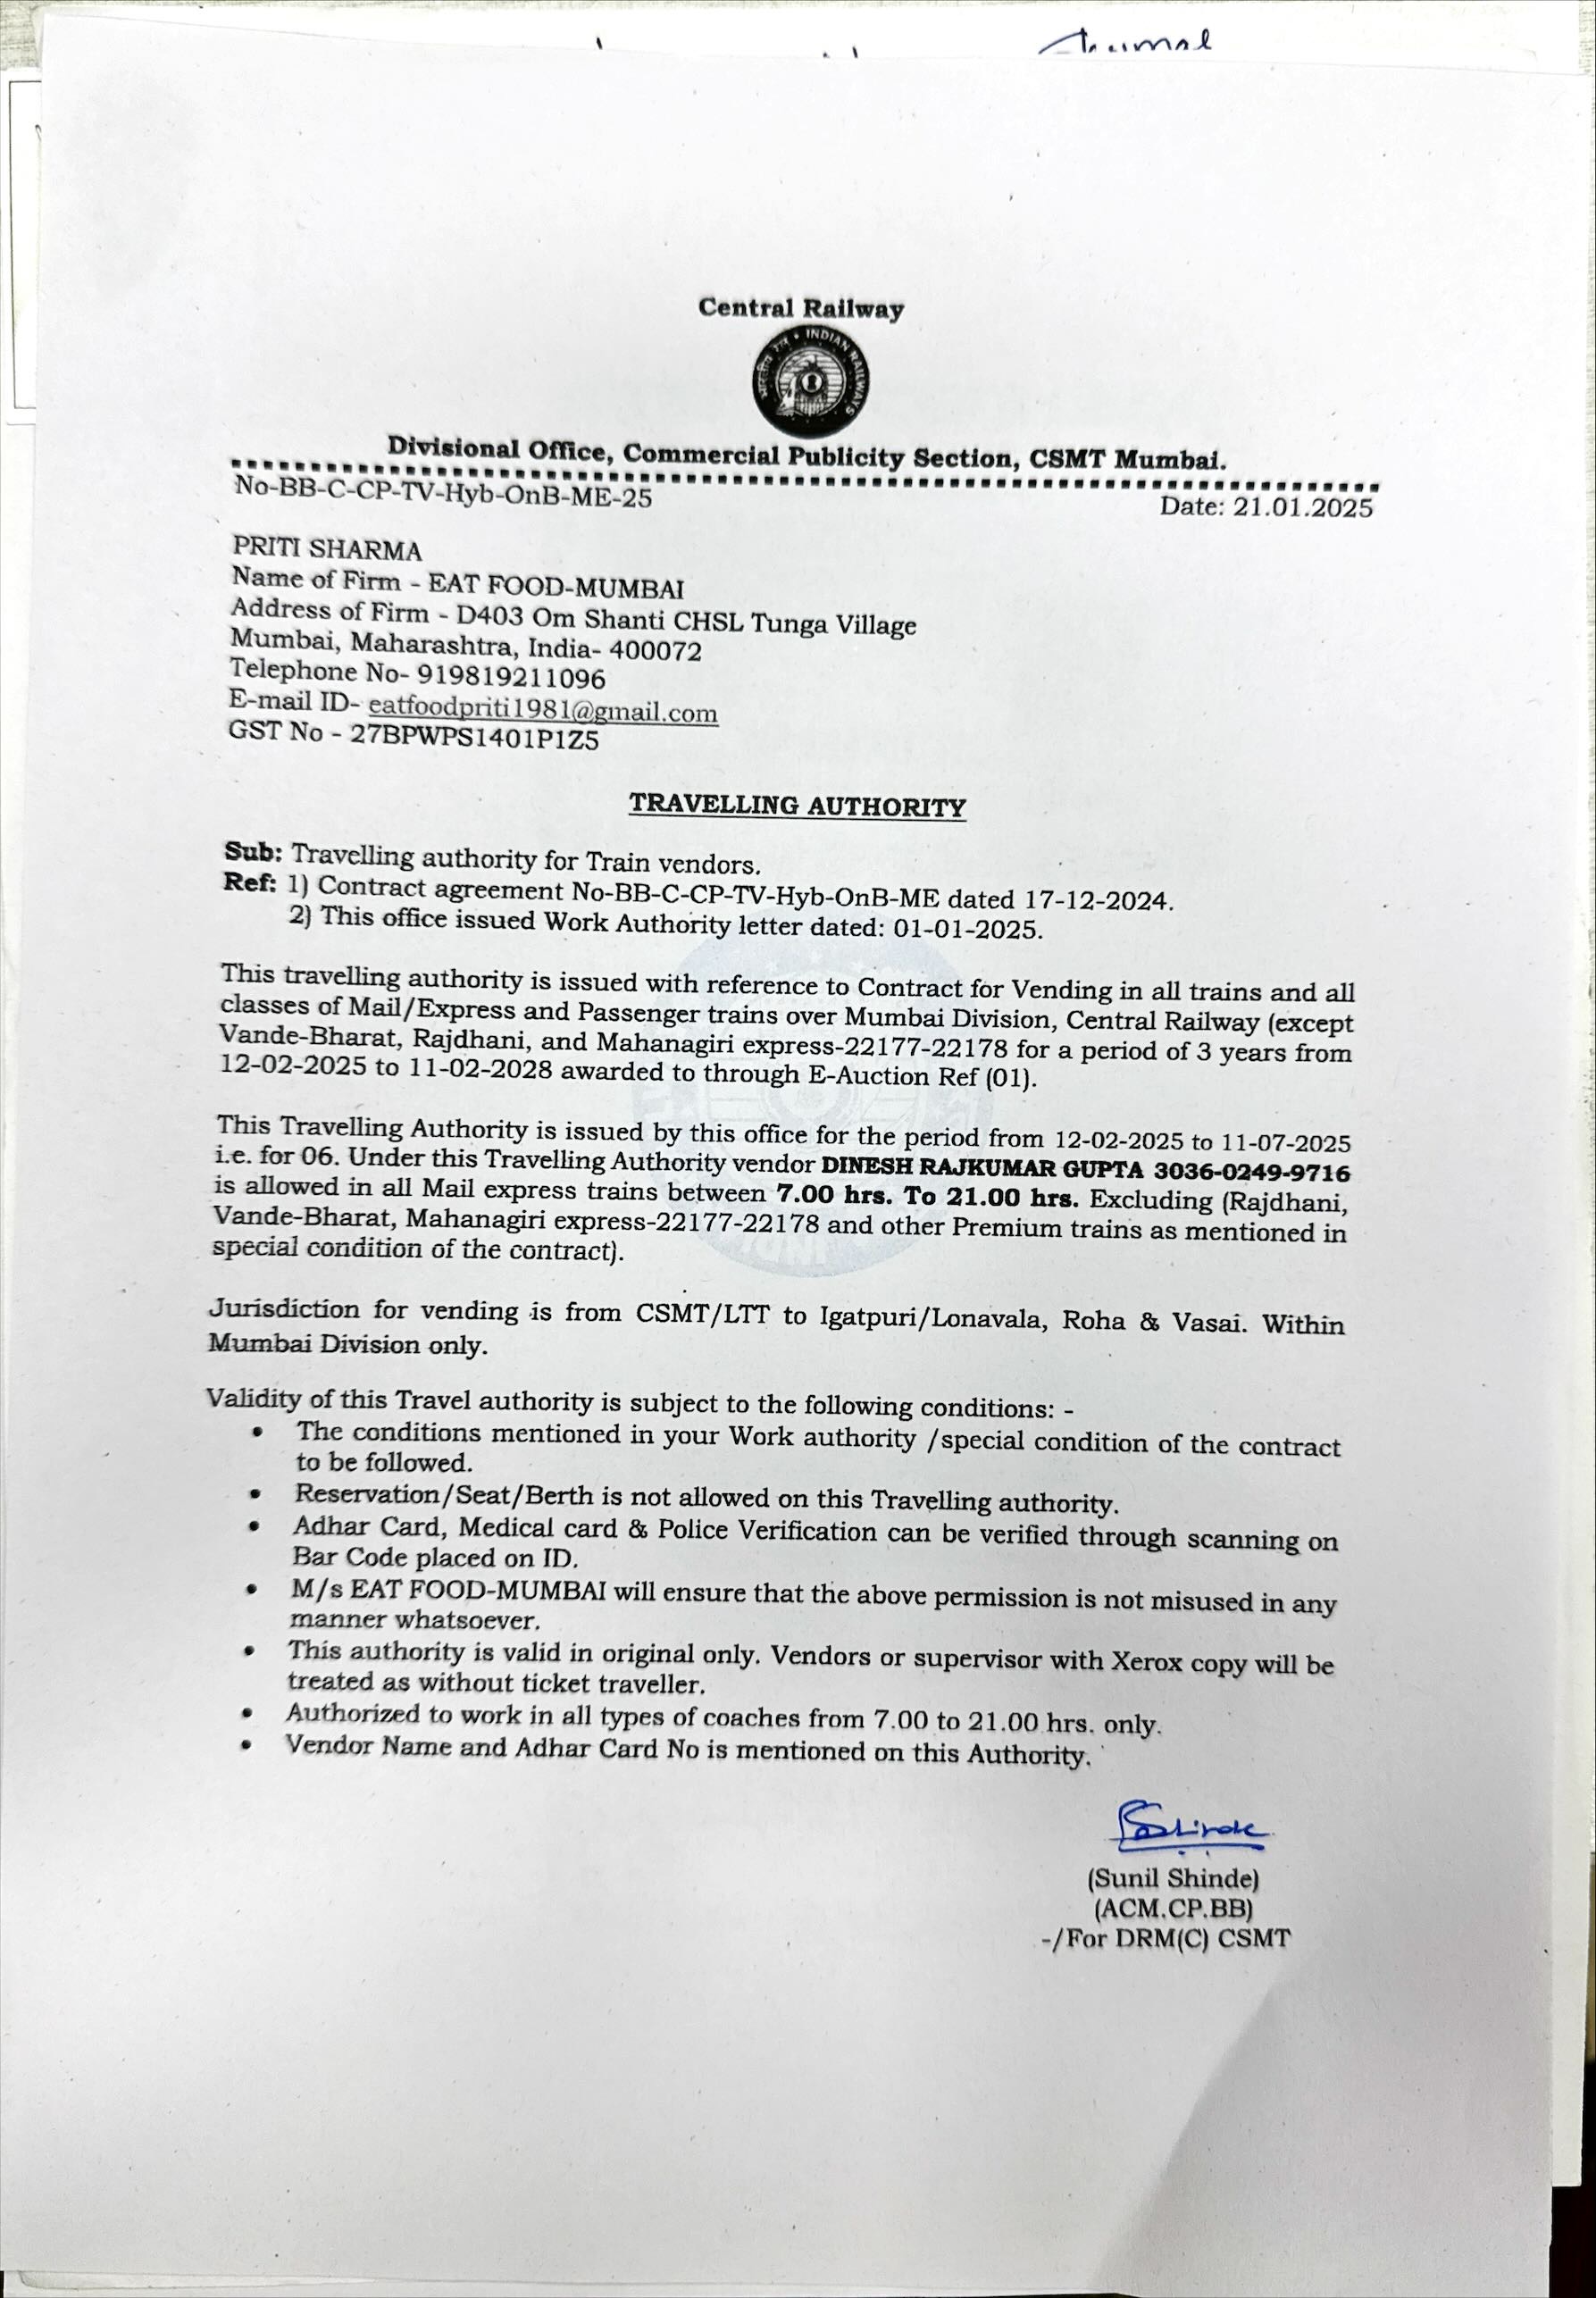 Central Railway
INDIAN RAILWAYS
Divisional Office, Commercial Publicity Section, CSMT Mumbai.
No-BB-C-CP-TV-Hyb-OnB-ME-25
Date: 21.01.2025
PRITI SHARMA
Name of Firm - EAT FOOD-MUMBAI
Address of Firm - D403 Om Shanti CHSL Tunga Village
Mumbai, Maharashtra, India- 400072
Telephone No- 919819211096
E-mail ID- eatfoodpriti1981@gmail.com
GST No - 27BPWPS1401P1Z5
TRAVELLING AUTHORITY
Sub: Travelling authority for Train vendors.
Ref: 1) Contract agreement No-BB-C-CP-TV-Hyb-OnB-ME dated 17-12-2024.
2) This office issued Work Authority letter dated: 01-01-2025.
This travelling authority is issued with reference to Contract for Vending in all trains and all
classes of Mail/Express and Passenger trains over Mumbai Division, Central Railway (except
Vande-Bharat, Rajdhani, and Mahanagiri express-22177-22178 for a period of 3 years from
12-02-2025 to 11-02-2028 awarded to through E-Auction Ref (01).
This Travelling Authority is issued by this office for the period from 12-02-2025 to 11-07-2025
i.e. for 06. Under this Travelling Authority vendor DINESH RAJKUMAR GUPTA 3036-0249-9716
is allowed in all Mail express trains between 7.00 hrs. To 21.00 hrs. Excluding (Rajdhani,
Vande-Bharat, Mahanagiri express-22177-22178 and other Premium trains as mentioned in
special condition of the contract).
Jurisdiction for vending is from CSMT/LTT to Igatpuri/Lonavala, Roha & Vasai. Within
Mumbai Division only.
Validity of this Travel authority is subject to the following conditions: -
• The conditions mentioned in your Work authority /special condition of the contract
to be followed.
• Reservation/Seat/Berth is not allowed on this Travelling authority.
• Adhar Card, Medical card & Police Verification can be verified through scanning on
Bar Code placed on ID.
• M/s EAT FOOD-MUMBAI will ensure that the above permission is not misused in any
manner whatsoever.
• This authority is valid in original only. Vendors or supervisor with Xerox copy will be
treated as without ticket traveller.
• Authorized to work in all types of coaches from 7.00 to 21.00 hrs. only.
• Vendor Name and Adhar Card No is mentioned on this Authority.
(Sunil Shinde)
(ACM.CP.BB)
-/For DRM(C) CSMT